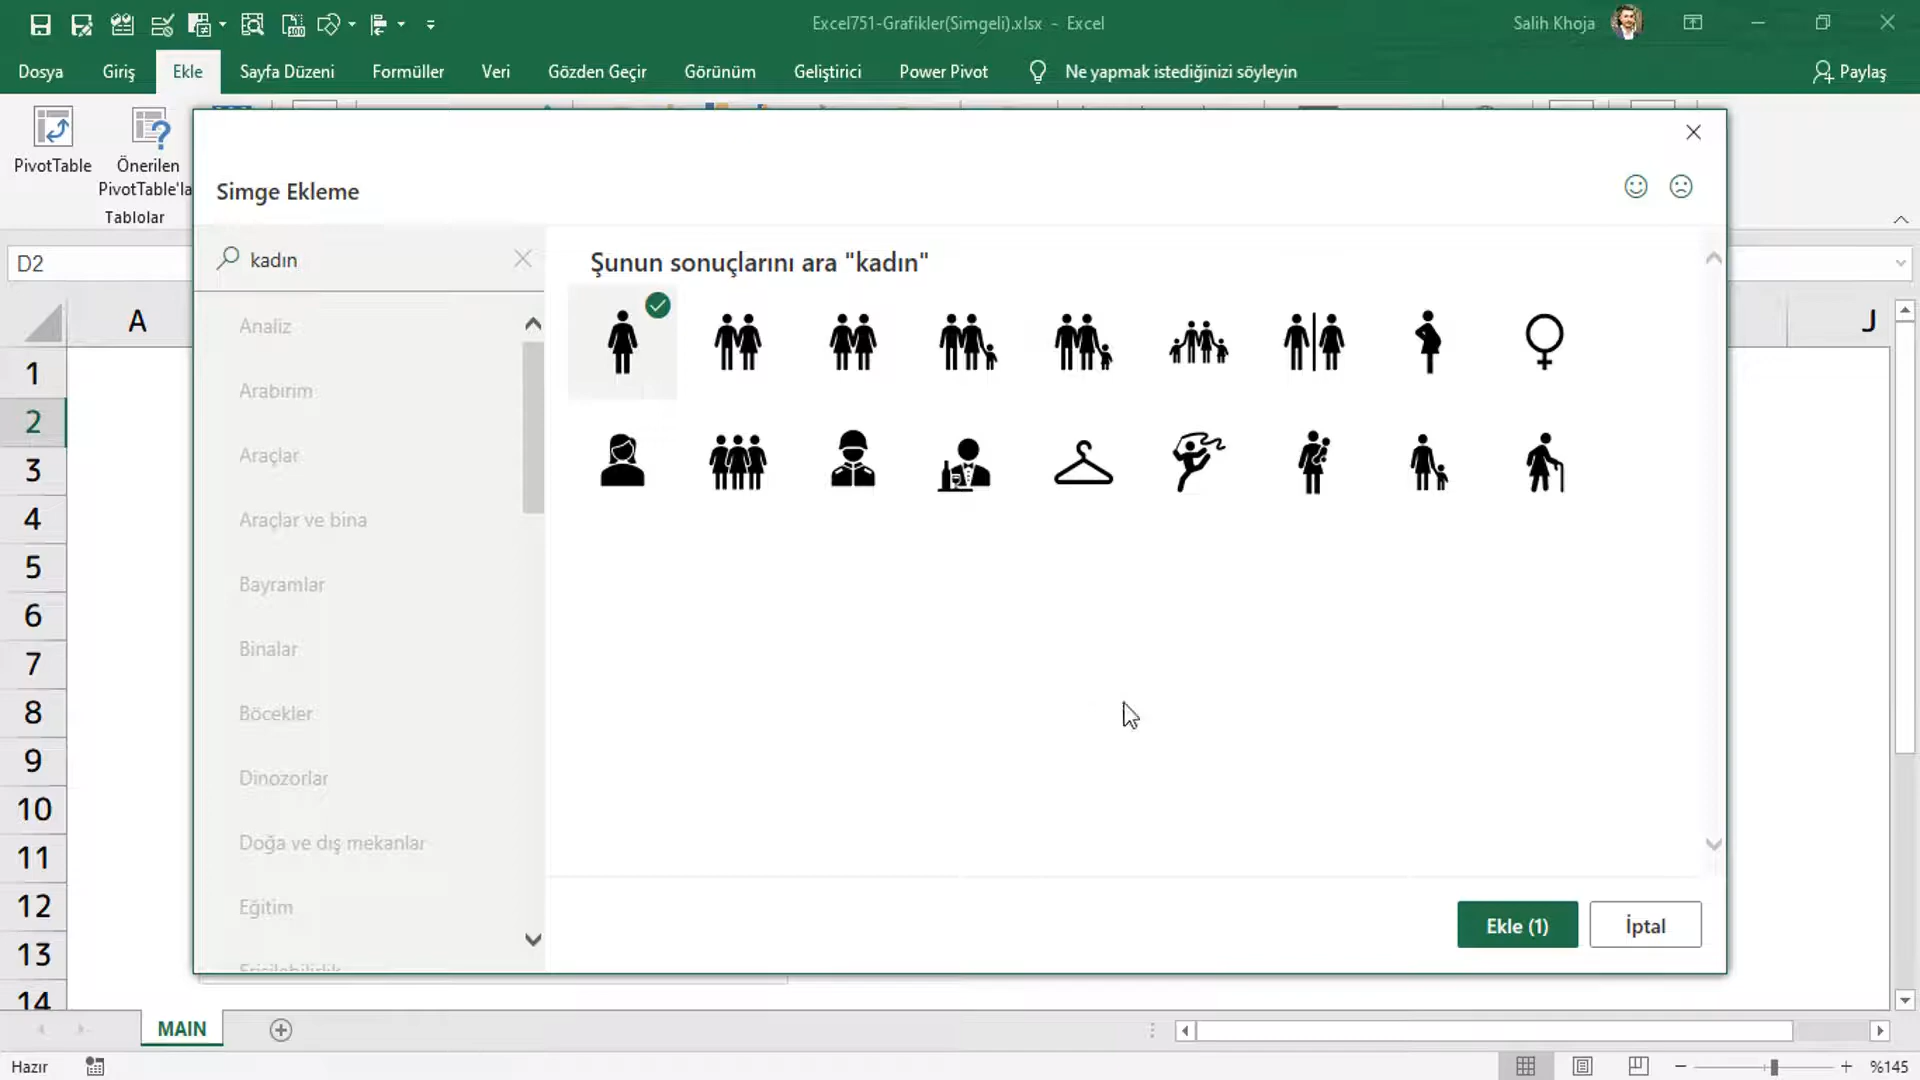 Excel751-Grafikler(Simgeli).xlsx - Excel
Salih Khoja
Dosya Giriş Ekle Sayfa Düzeni Formüller Veri Gözden Geçir Görünüm Geliştirici Power Pivot Ne yapmak istediğinizi söyleyin Paylaş
PivotTable
Önerilen
PivotTable'la
Tablolar
Simge Ekleme
D2
kadın
Şunun sonuçlarını ara "kadın"
A J
Analiz
Arabirim
Araçlar
Araçlar ve bina
Bayramlar
Binalar
Böcekler
Dinozorlar
Doğa ve dış mekanlar
Eğitim
Erişilebilirlik
1
2
3
4
5
6
7
8
9
10
11
12
13
14
Ekle (1) İptal
MAIN
Hazır
%145